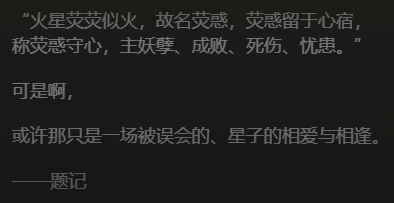 “火星荧荧似火，故名荧惑，荧惑留于心宿，
称荧惑守心，主妖孽、成败、死伤、忧患。”
可是啊，
或许那只是一场被误会的、星子的相爱与相逢。
——题记